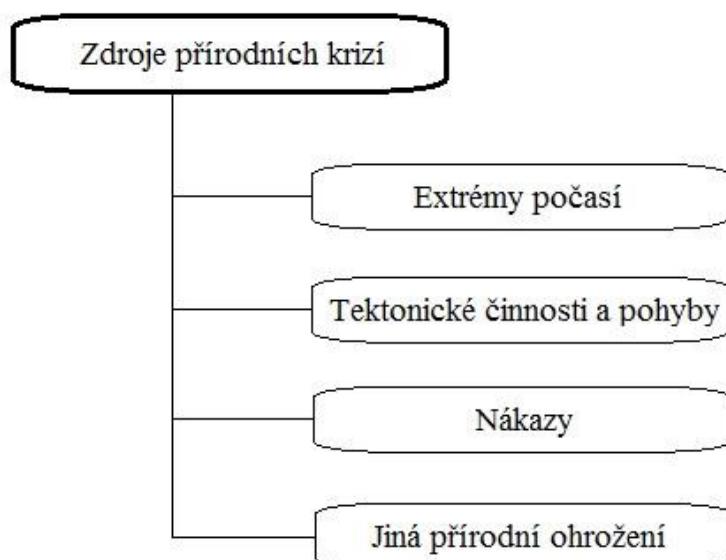 Zdroje přírodních krizí
Extrémy počasí
Tektonické činnosti a pohyby
Nákazy
Jiná přírodní ohrožení